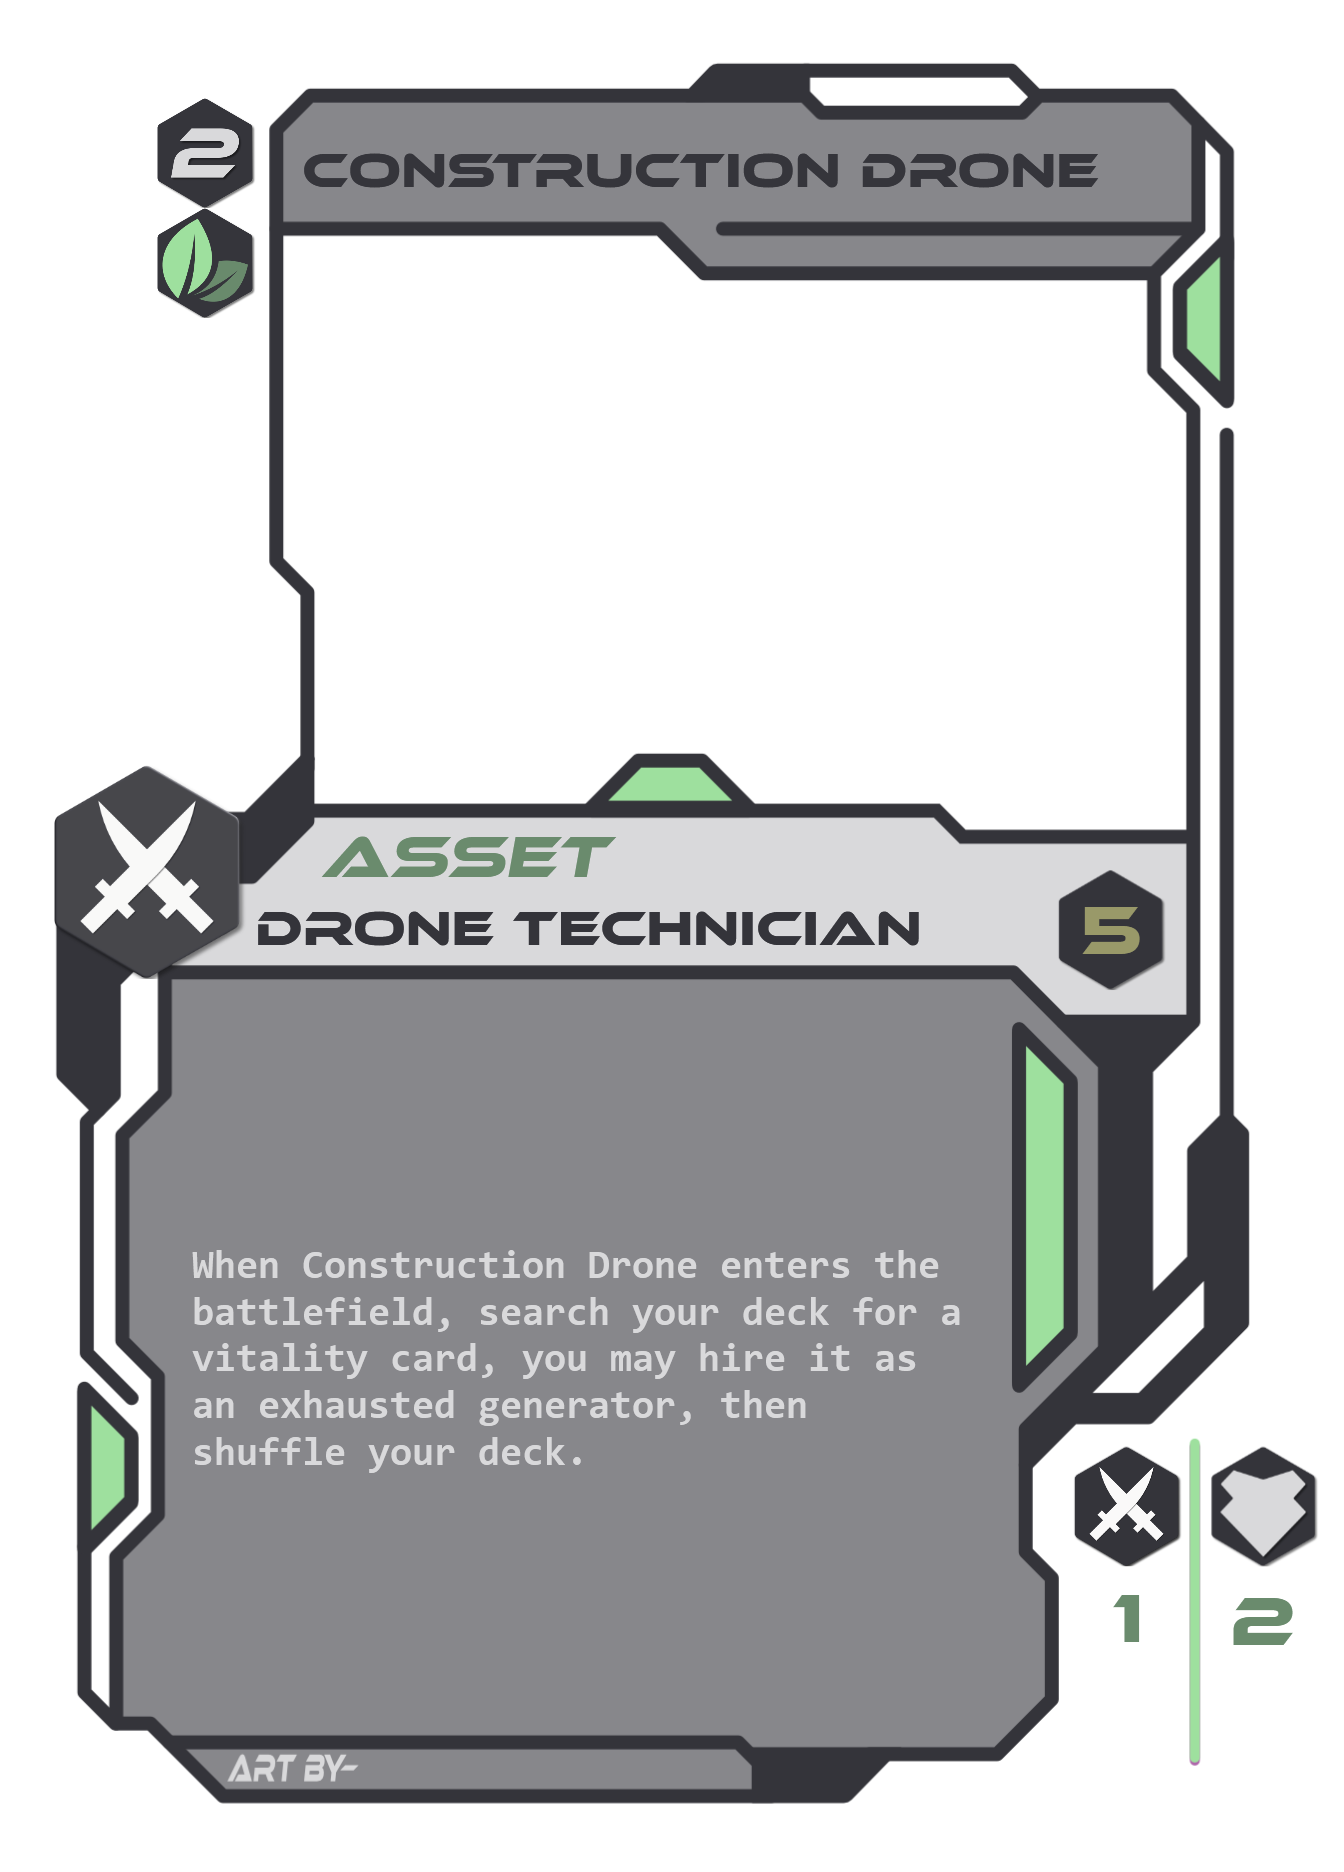 2
CONSTRUCTION DRONE
ASSET
DRONE TECHNICIAN
5
When Construction Drone enters the
battlefield, search your deck for a
vitality card, you may hire it as
an exhausted generator, then
shuffle your deck.
1
2
ART BY-